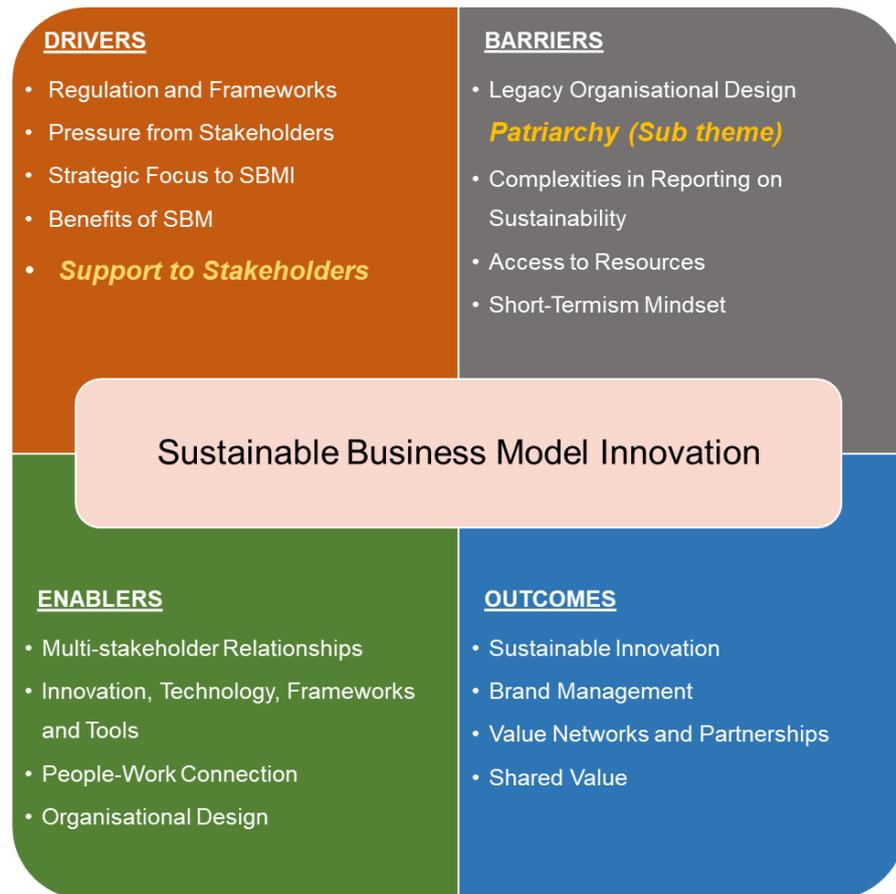 DRIVERS
• Regulation and Frameworks
• Pressure from Stakeholders
• Strategic Focus to SBMI
• Benefits of SBM
• Support to Stakeholders
BARRIERS
• Legacy Organisational Design
Patriarchy (Sub theme)
• Complexities in Reporting on
Sustainability
• Access to Resources
• Short-Termism Mindset
Sustainable Business Model Innovation
ENABLERS
• Multi-stakeholder Relationships
• Innovation, Technology, Frameworks
and Tools
• People-Work Connection
• Organisational Design
OUTCOMES
• Sustainable Innovation
• Brand Management
• Value Networks and Partnerships
• Shared Value